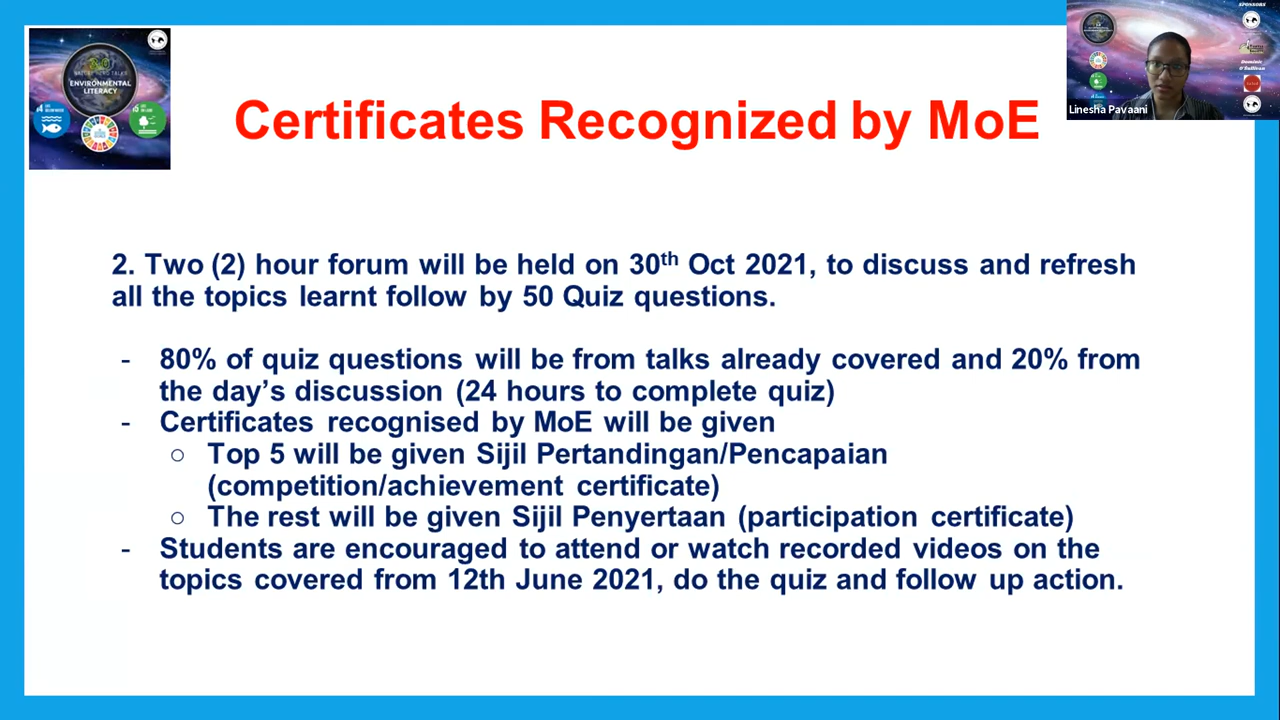 ENVIRONMENTAL
LITERACY
SPONSORS
Linesha Pavaani
Certificates Recognized by MoE
2. Two (2) hour forum will be held on 30th Oct 2021, to discuss and refresh
all the topics learnt follow by 50 Quiz questions.
- 80% of quiz questions will be from talks already covered and 20% from
the day's discussion (24 hours to complete quiz)
- Certificates recognised by MoE will be given
○ Top 5 will be given Sijil Pertandingan/Pencapaian
(competition/achievement certificate)
○ The rest will be given Sijil Penyertaan (participation certificate)
- Students are encouraged to attend or watch recorded videos on the
topics covered from 12th June 2021, do the quiz and follow up action.